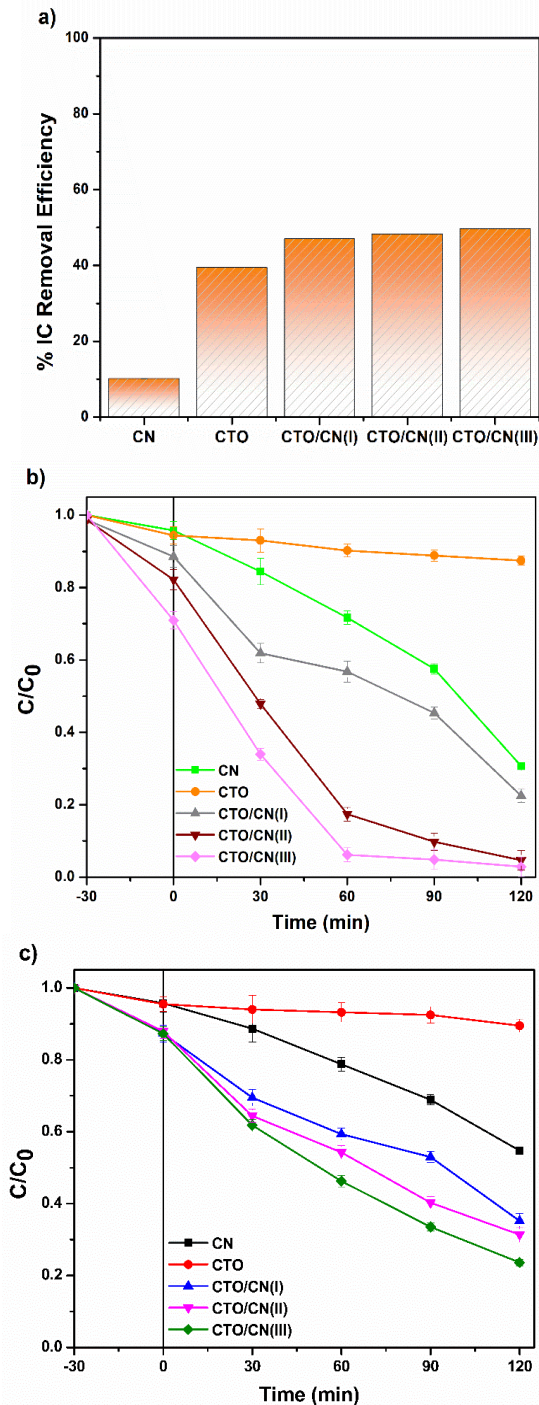 a)
100
80
60
40
20
0
% IC Removal Efficiency
CN CTO CTO/CN(I) CTO/CN(II) CTO/CN(III)
b)
1.0
0.8
0.6
0.4
0.2
0.0
C/C0
CN
CTO
CTO/CN(I)
CTO/CN(II)
CTO/CN(III)
-30 0 30 60 90 120
Time (min)
c)
1.0
0.8
0.6
0.4
0.2
0.0
C/C0
CN
CTO
CTO/CN(I)
CTO/CN(II)
CTO/CN(III)
-30 0 30 60 90 120
Time (min)